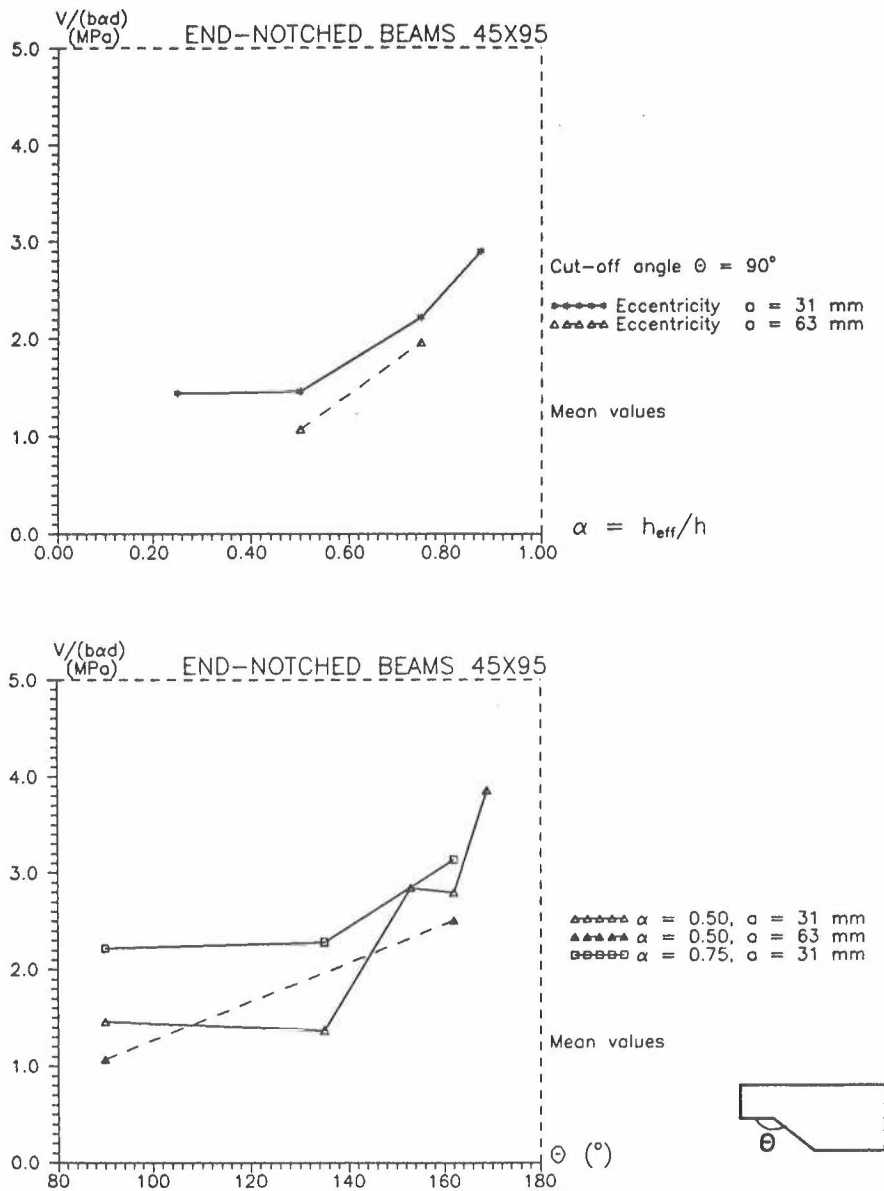 V/(bαd)
(MPa)
END-NOTCHED BEAMS 45X95
5.0
4.0
3.0
2.0
1.0
0.0
0.00 0.20 0.40 0.60 0.80 1.00
Cut-off angle Θ = 90°
Eccentricity a = 31 mm
Eccentricity a = 63 mm
Mean values
α = heff/h
V/(bαd)
(MPa)
END-NOTCHED BEAMS 45X95
5.0
4.0
3.0
2.0
1.0
0.0
80 100 120 140 160 180
α = 0.50, a = 31 mm
α = 0.50, a = 63 mm
α = 0.75, a = 31 mm
Mean values
Θ (°)
Θ